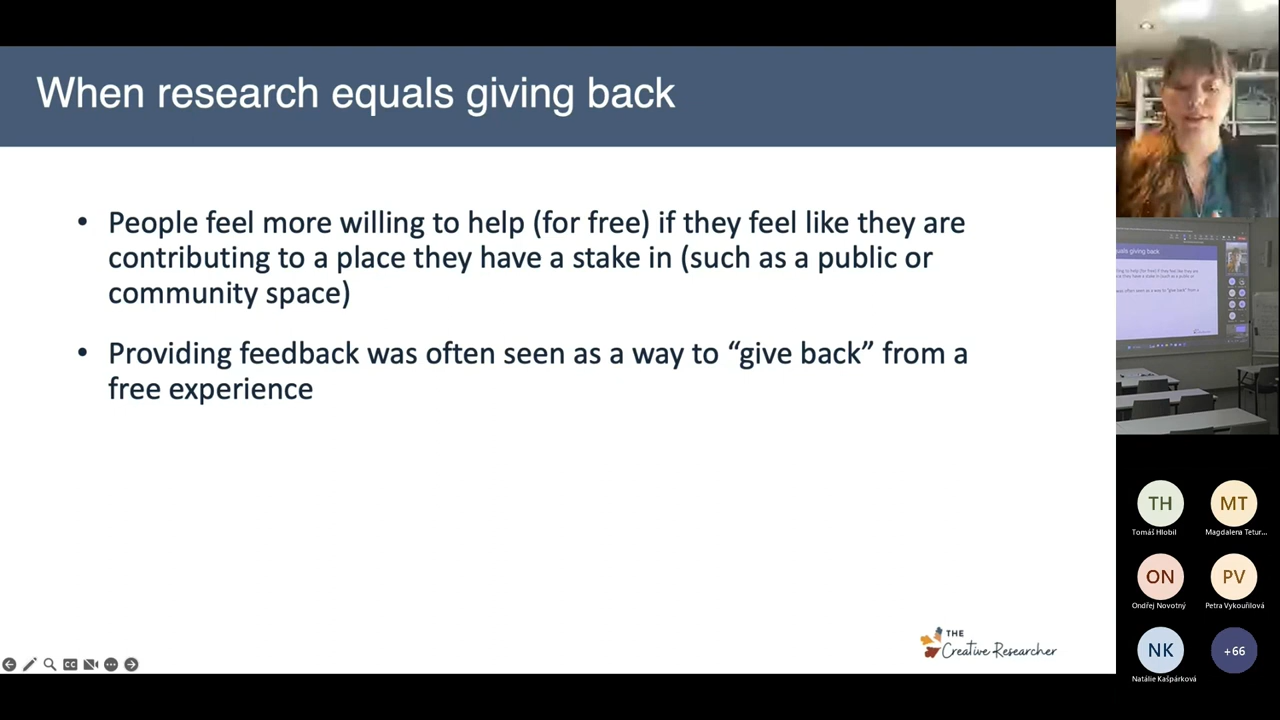 When research equals giving back
• People feel more willing to help (for free) if they feel like they are
contributing to a place they have a stake in (such as a public or
community space)
• Providing feedback was often seen as a way to “give back” from a
free experience
THE
Creative Researcher
CC
TH
Tomáš Hlobil
MT
Magdalena Tetur...
ON
Ondřej Novotný
PV
Petra Vykouřilová
NK
Natálie Kašpárková
+66